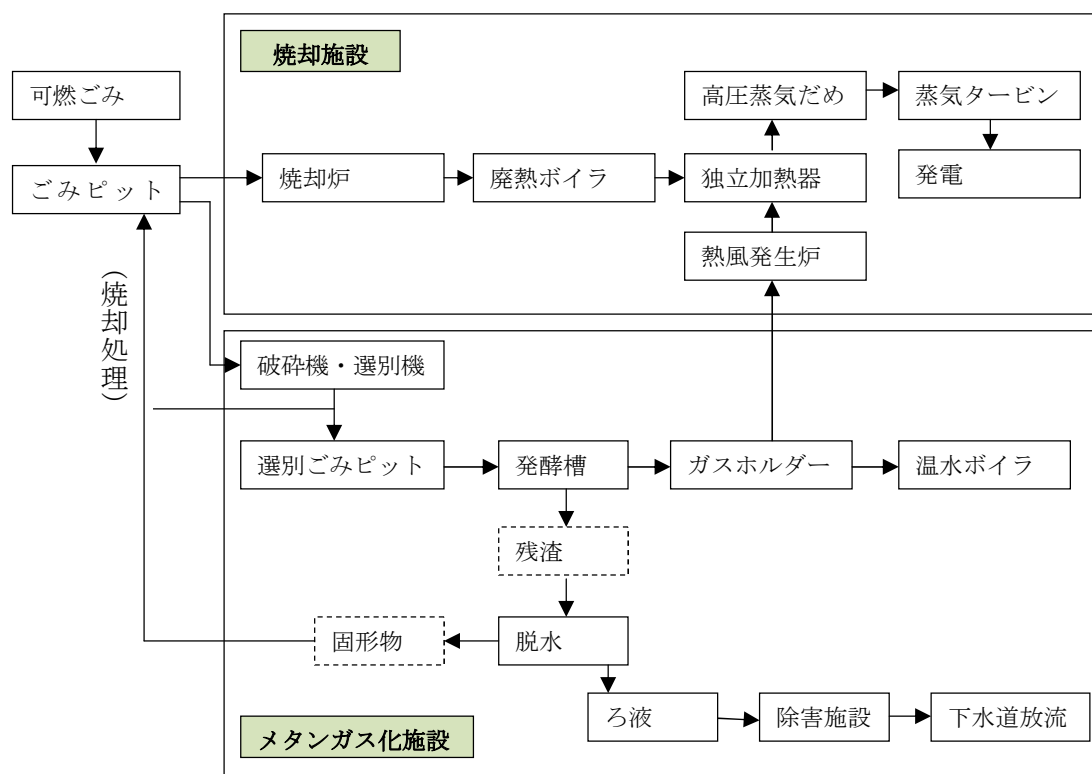 焼却施設
可燃ごみ
高圧蒸気だめ
蒸気タービン
ごみピット
焼却炉
廃熱ボイラ
独立加熱器
発電
熱風発生炉
(焼却処理)
破砕機・選別機
選別ごみピット
発酵槽
ガスホルダー
温水ボイラ
残渣
固形物
脱水
ろ液
除害施設
下水道放流
メタンガス化施設